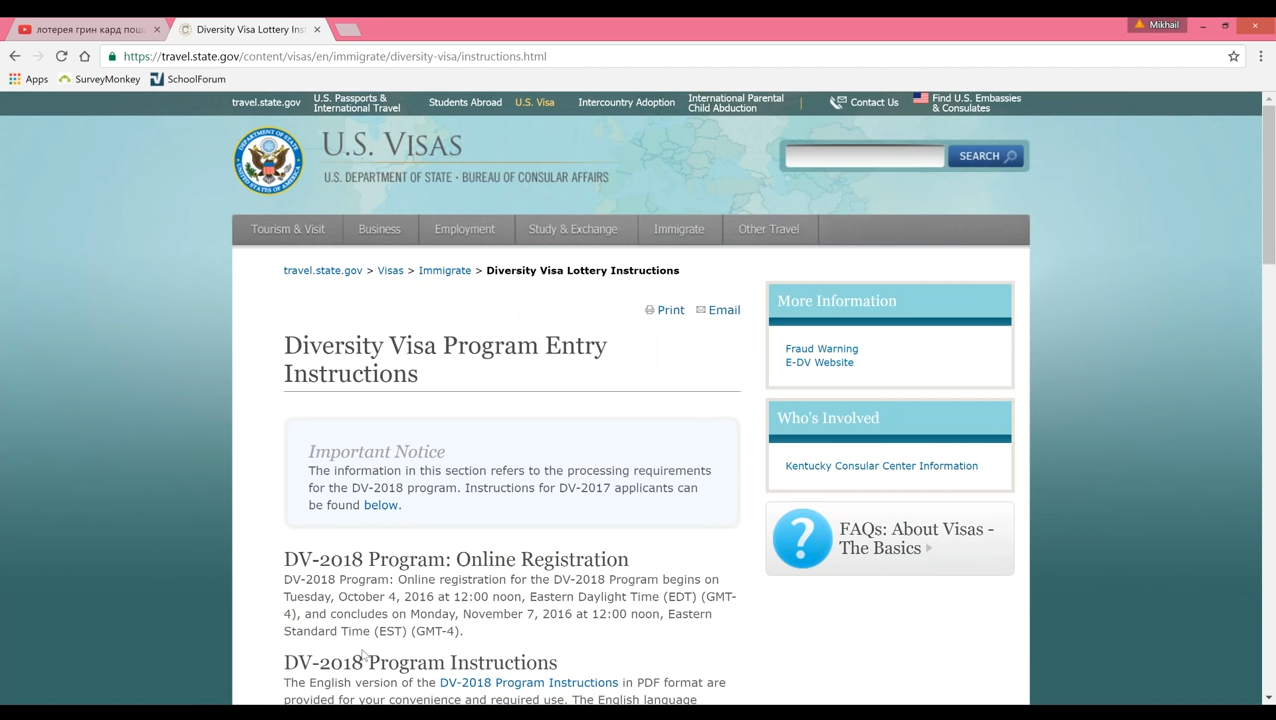 лотерея грин кард пош
Diversity Visa Lottery Ins
Mikhail
https://travel.state.gov/content/visas/en/immigrate/diversity-visa/instructions.html
Apps SurveyMonkey SchoolForum
travel.state.gov
U.S. Passports &
International Travel
Students Abroad
U.S. Visa
Intercountry Adoption
International Parental
Child Abduction
Contact Us
Find U.S. Embassies
& Consulates
U.S. VISAS
U.S. DEPARTMENT OF STATE - BUREAU OF CONSULAR AFFAIRS
SEARCH
Tourism & Visit Business Employment Study & Exchange Immigrate Other Travel
travel.state.gov > Visas > Immigrate > Diversity Visa Lottery Instructions
Print Email
Diversity Visa Program Entry
Instructions
Important Notice
The information in this section refers to the processing requirements
for the DV-2018 program. Instructions for DV-2017 applicants can
be found below.
DV-2018 Program: Online Registration
DV-2018 Program: Online registration for the DV-2018 Program begins on
Tuesday, October 4, 2016 at 12:00 noon, Eastern Daylight Time (EDT) (GMT-
4), and concludes on Monday, November 7, 2016 at 12:00 noon, Eastern
Standard Time (EST) (GMT-4).
DV-2018 Program Instructions
The English version of the DV-2018 Program Instructions in PDF format are
provided for your convenience and required use. The English language
More Information
Fraud Warning
E-DV Website
Who's Involved
Kentucky Consular Center Information
FAQs: About Visas -
The Basics